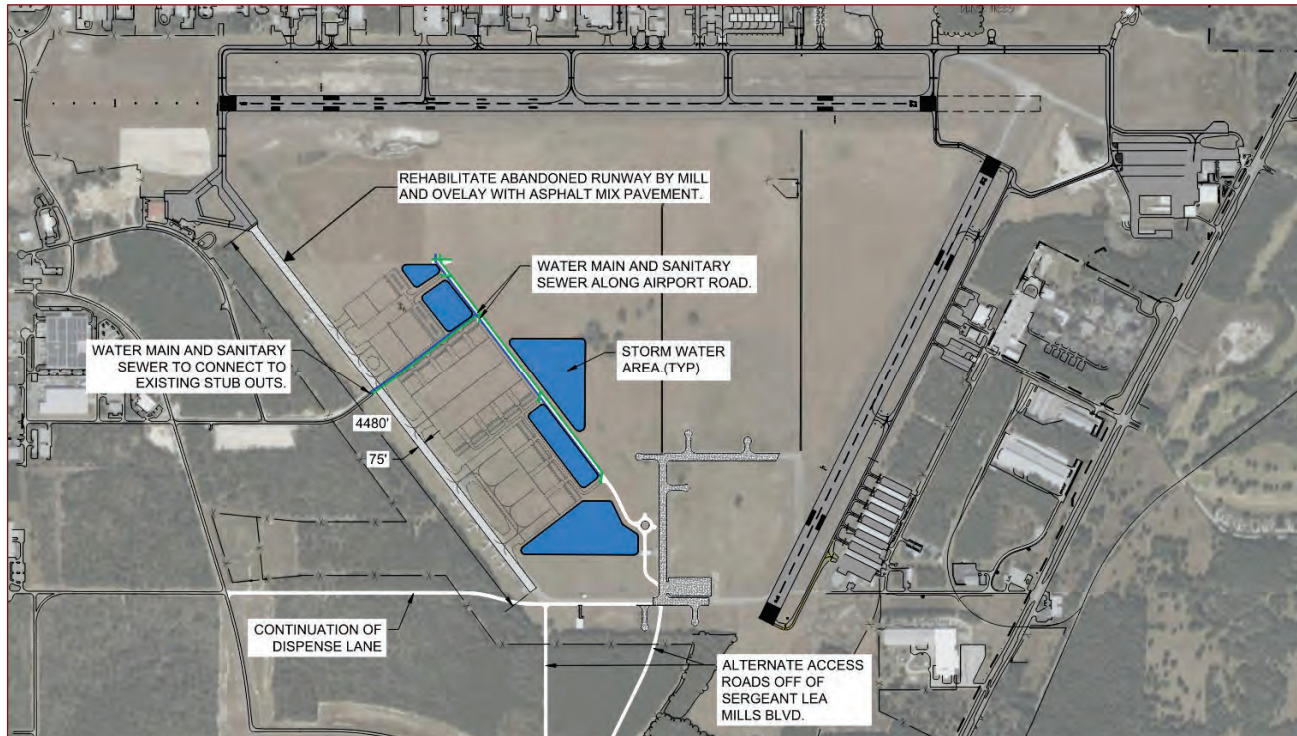 REHABILITATE ABANDONED RUNWAY BY MILL
AND OVELAY WITH ASPHALT MIX PAVEMENT.
WATER MAIN AND SANITARY
SEWER ALONG AIRPORT ROAD.
WATER MAIN AND SANITARY
SEWER TO CONNECT TO
EXISTING STUB OUTS.
STORM WATER
AREA.(TYP)
4480'
75'
CONTINUATION OF
DISPENSE LANE
ALTERNATE ACCESS
ROADS OFF OF
SERGEANT LEA
MILLS BLVD.